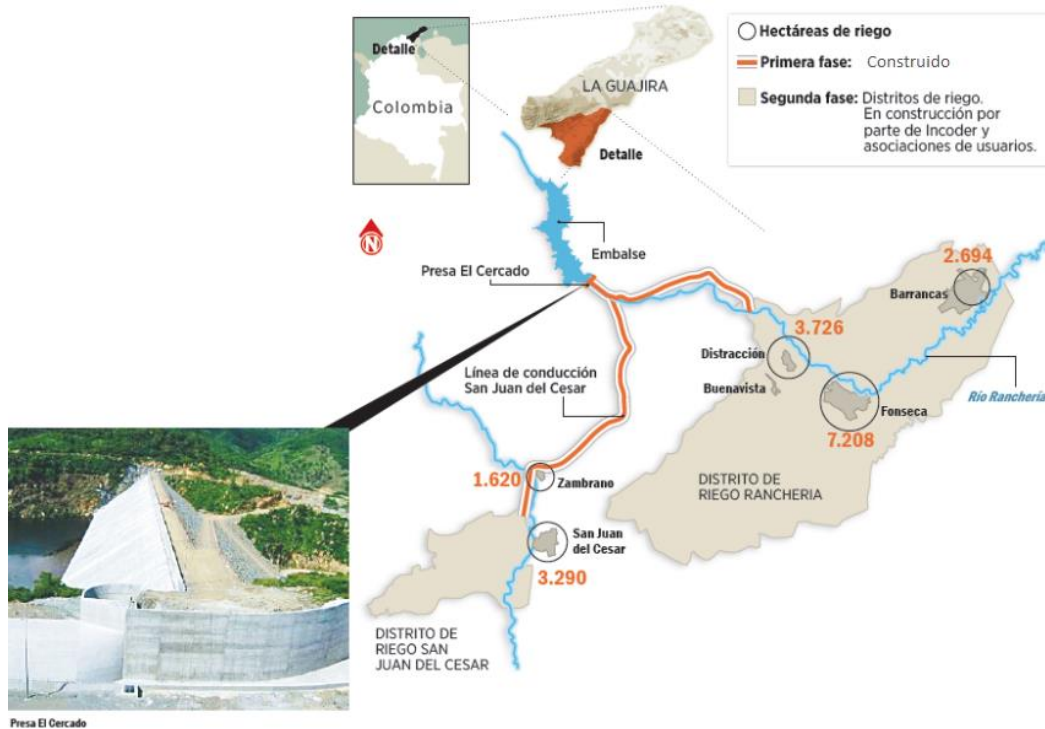 Detalle
Colombia
LA GUAJIRA
Detalle
Hectáreas de riego
Primera fase: Construido
Segunda fase: Distritos de riego.
En construcción por
parte de Incoder y
asociaciones de usuarios.
N
Embalse
Presa El Cercado
2.694
Barrancas
3.726
Distracción
Buenavista
Línea de conducción
San Juan del Cesar
Río Ranchería
Fonseca
7.208
1.620
Zambrano
DISTRITO DE
RIEGO RANCHERIA
San Juan
del Cesar
3.290
DISTRITO DE
RIEGO SAN
JUAN DEL CESAR
Presa El Cercado